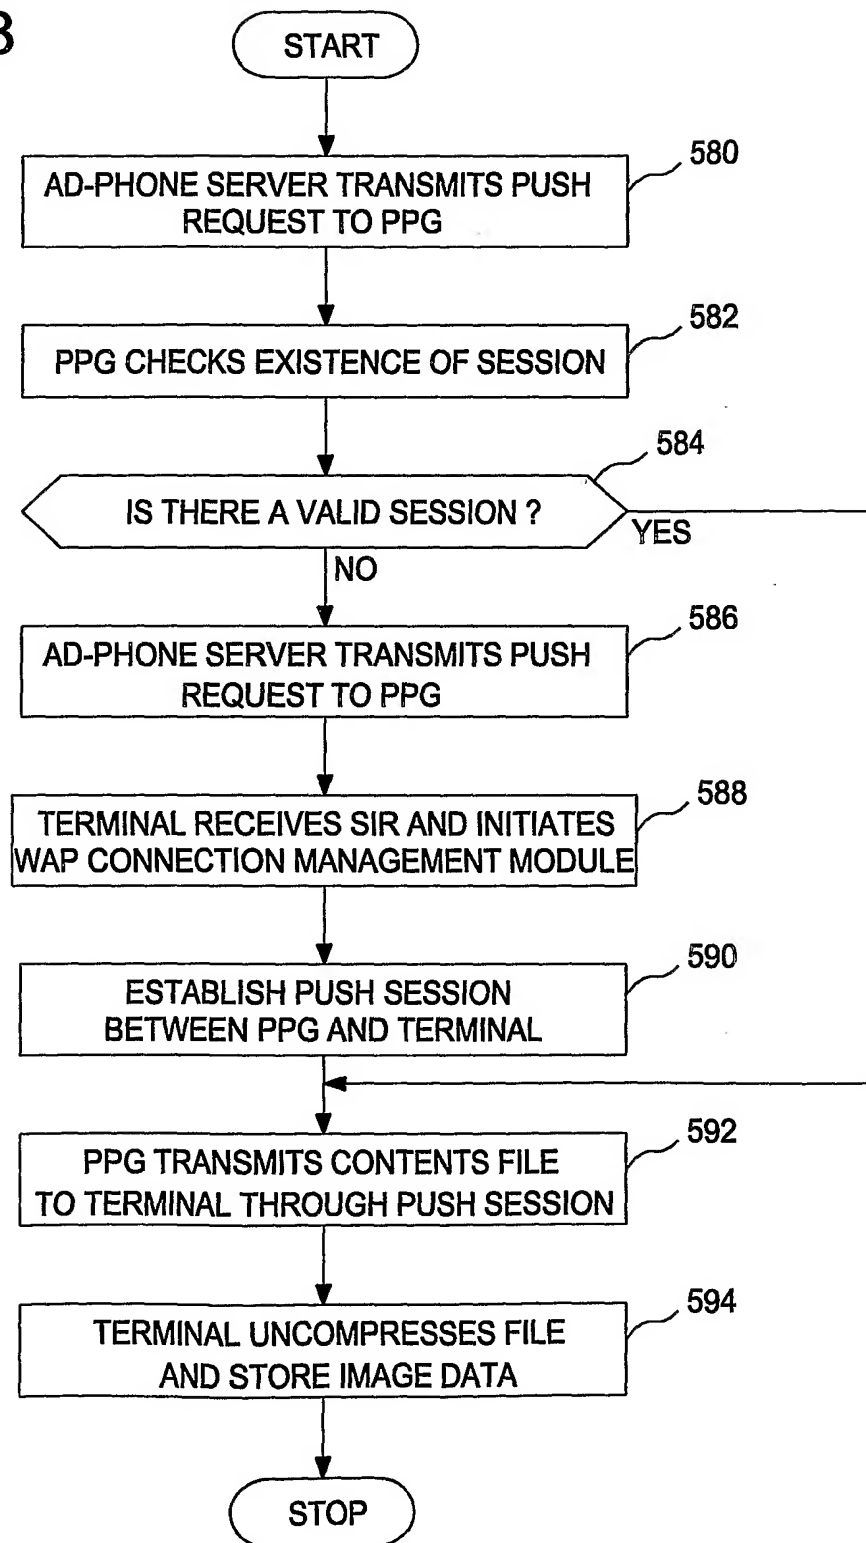 START
580
AD-PHONE SERVER TRANSMITS PUSH
REQUEST TO PPG
582
PPG CHECKS EXISTENCE OF SESSION
584
IS THERE A VALID SESSION ?
YES
NO
586
AD-PHONE SERVER TRANSMITS PUSH
REQUEST TO PPG
588
TERMINAL RECEIVES SIR AND INITIATES
WAP CONNECTION MANAGEMENT MODULE
590
ESTABLISH PUSH SESSION
BETWEEN PPG AND TERMINAL
592
PPG TRANSMITS CONTENTS FILE
TO TERMINAL THROUGH PUSH SESSION
594
TERMINAL UNCOMPRESSES FILE
AND STORE IMAGE DATA
STOP